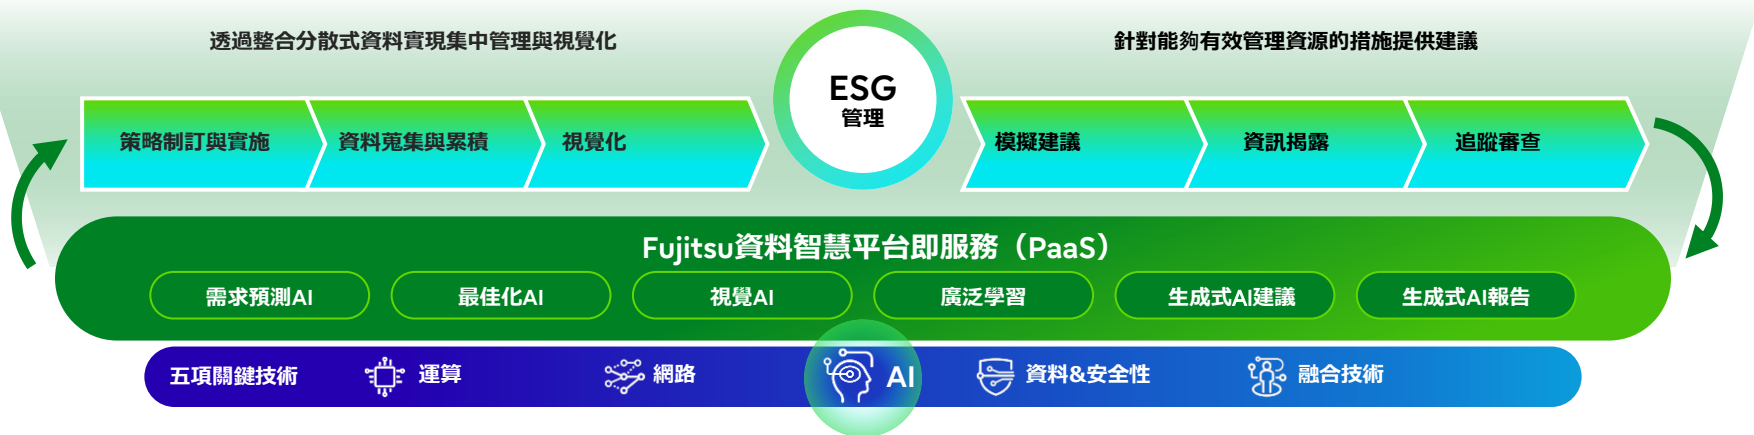 透過整合分散式資料實現集中管理與視覺化
針對能夠有效管理資源的措施提供建議
ESG
管理
策略制訂與實施
資料蒐集與累積
視覺化
模擬建議
資訊揭露
追蹤審查
Fujitsu資料智慧平台即服務（PaaS）
需求預測AI
最佳化AI
視覺AI
廣泛學習
生成式AI建議
生成式AI報告
五項關鍵技術
運算
網路
AI
資料&安全性
融合技術